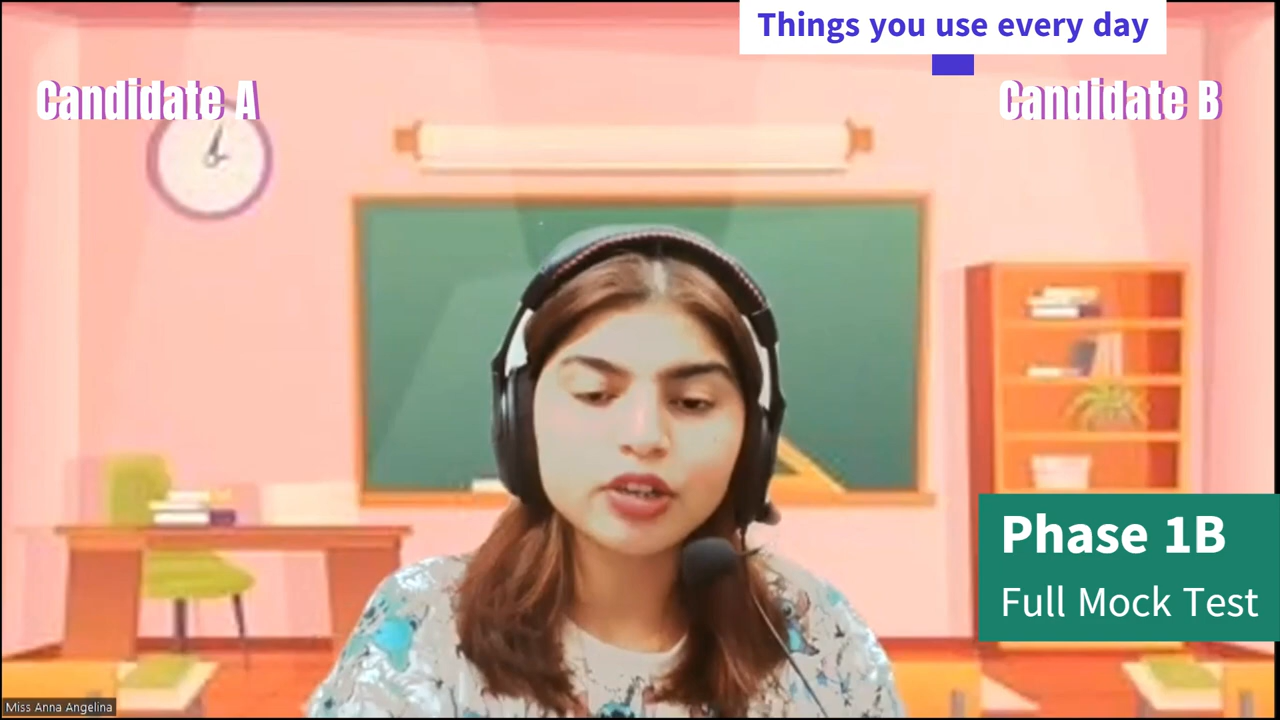 Things you use every day
Candidate A
Candidate B
Phase 1B
Full Mock Test
Miss Anna Angelina